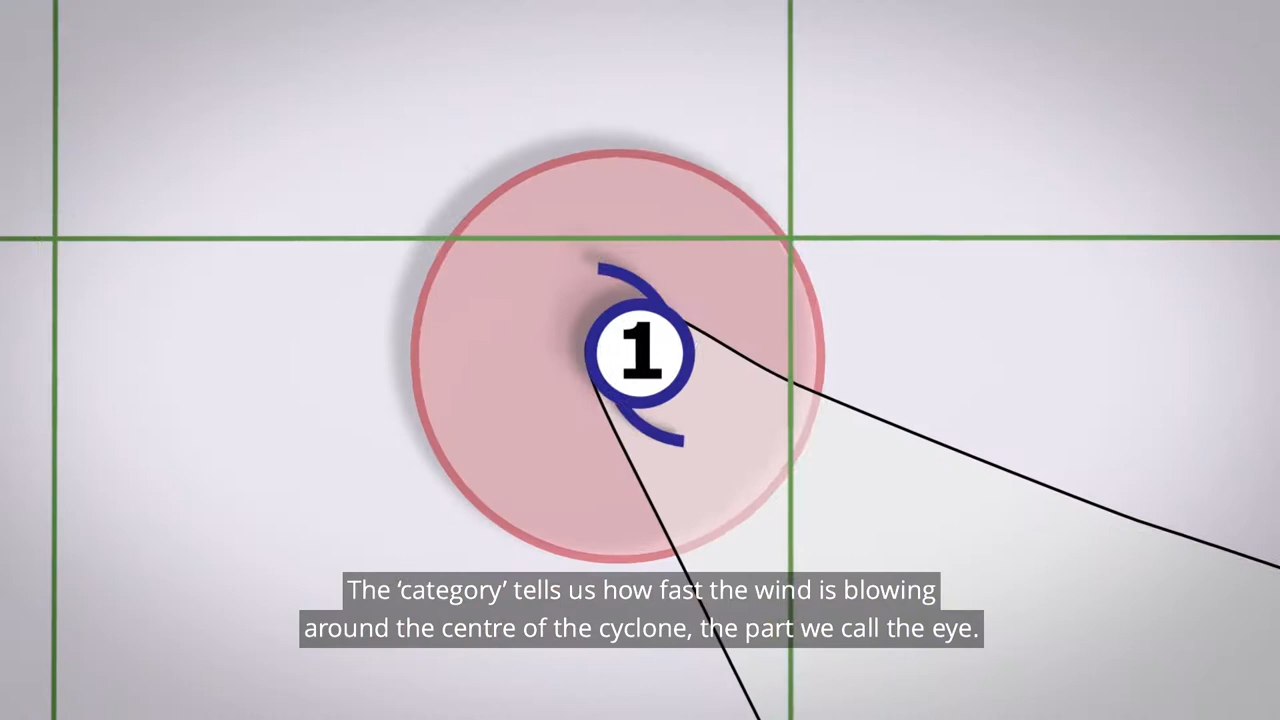 1
The ‘category’ tells us how fast the wind is blowing
around the centre of the cyclone, the part we call the eye.